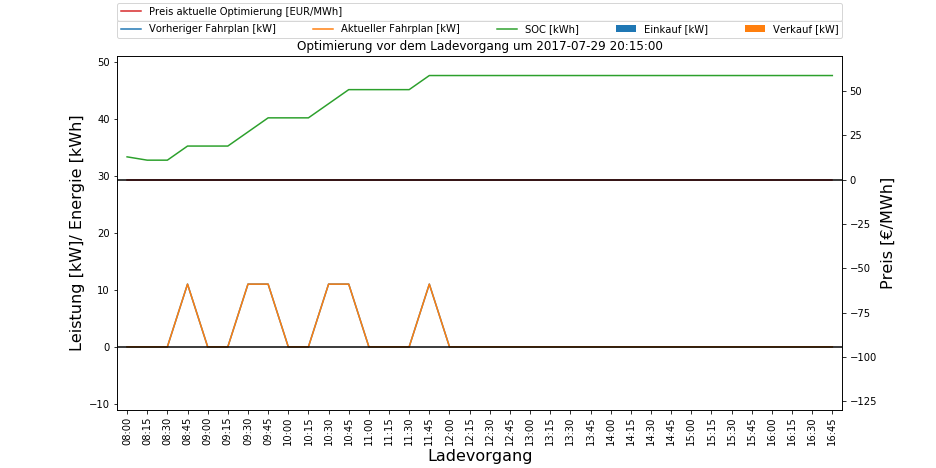 Preis aktuelle Optimierung [EUR/MWh]
Vorheriger Fahrplan [kW] Aktueller Fahrplan [kW] SOC [kWh] Einkauf [kW] Verkauf [kW]
Optimierung vor dem Ladevorgang um 2017-07-29 20:15:00
Leistung [kW]/ Energie [kWh]
50
40
30
20
10
0
−10
50
25
0
−25
−50
−75
−100
−125
Preis [€/MWh]
08:00 08:15 08:30 08:45 09:00 09:15 09:30 09:45 10:00 10:15 10:30 10:45 11:00 11:15 11:30 11:45 12:00 12:15 12:30 12:45 13:00 13:15 13:30 13:45 14:00 14:15 14:30 14:45 15:00 15:15 15:30 15:45 16:00 16:15 16:30 16:45
Ladevorgang